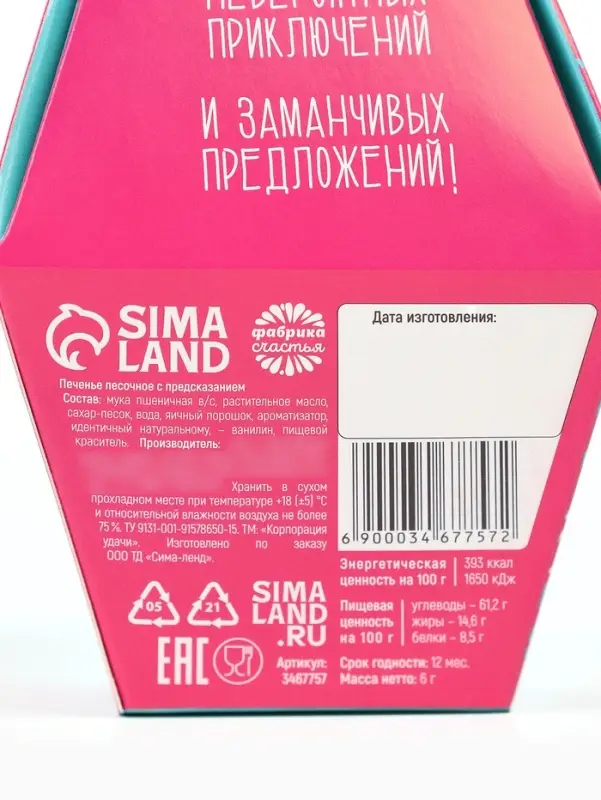 НЕВЕРОЯТНЫХ
ПРИКЛЮЧЕНИЙ
И ЗАМАНЧИВЫХ
ПРЕДЛОЖЕНИЙ!
SIMA
LAND
фабрика
счастья
Печенье песочное с предсказанием
Состав: мука пшеничная в/с, растительное масло,
сахар-песок, вода, яичный порошок, ароматизатор,
идентичный натуральному, – ванилин, пищевой
краситель. Производитель:
Хранить в сухом
прохладном месте при температуре +18 (±5) °С
и относительной влажности воздуха не более
75 %. ТУ 9131-001-91578650-15. ТМ: «Корпорация
удачи». Изготовлено по заказу
ООО ТД «Сима-ленд».
05 21
SIMA
LAND
.RU
EAC
Артикул:
3467757
Дата изготовления:
6 900034 677572
Энергетическая ценность на 100 г
393 ккал
1650 кДж
Пищевая ценность на 100 г
углеводы – 61,2 г
жиры – 14,6 г
белки – 8,5 г
Срок годности: 12 мес.
Масса нетто: 6 г